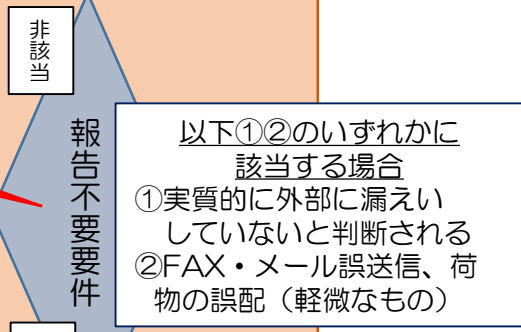 非該当
報告不要要件
以下①②のいずれかに
該当する場合
①実質的に外部に漏えい
していないと判断される
②FAX・メール誤送信、荷
物の誤配（軽微なもの）